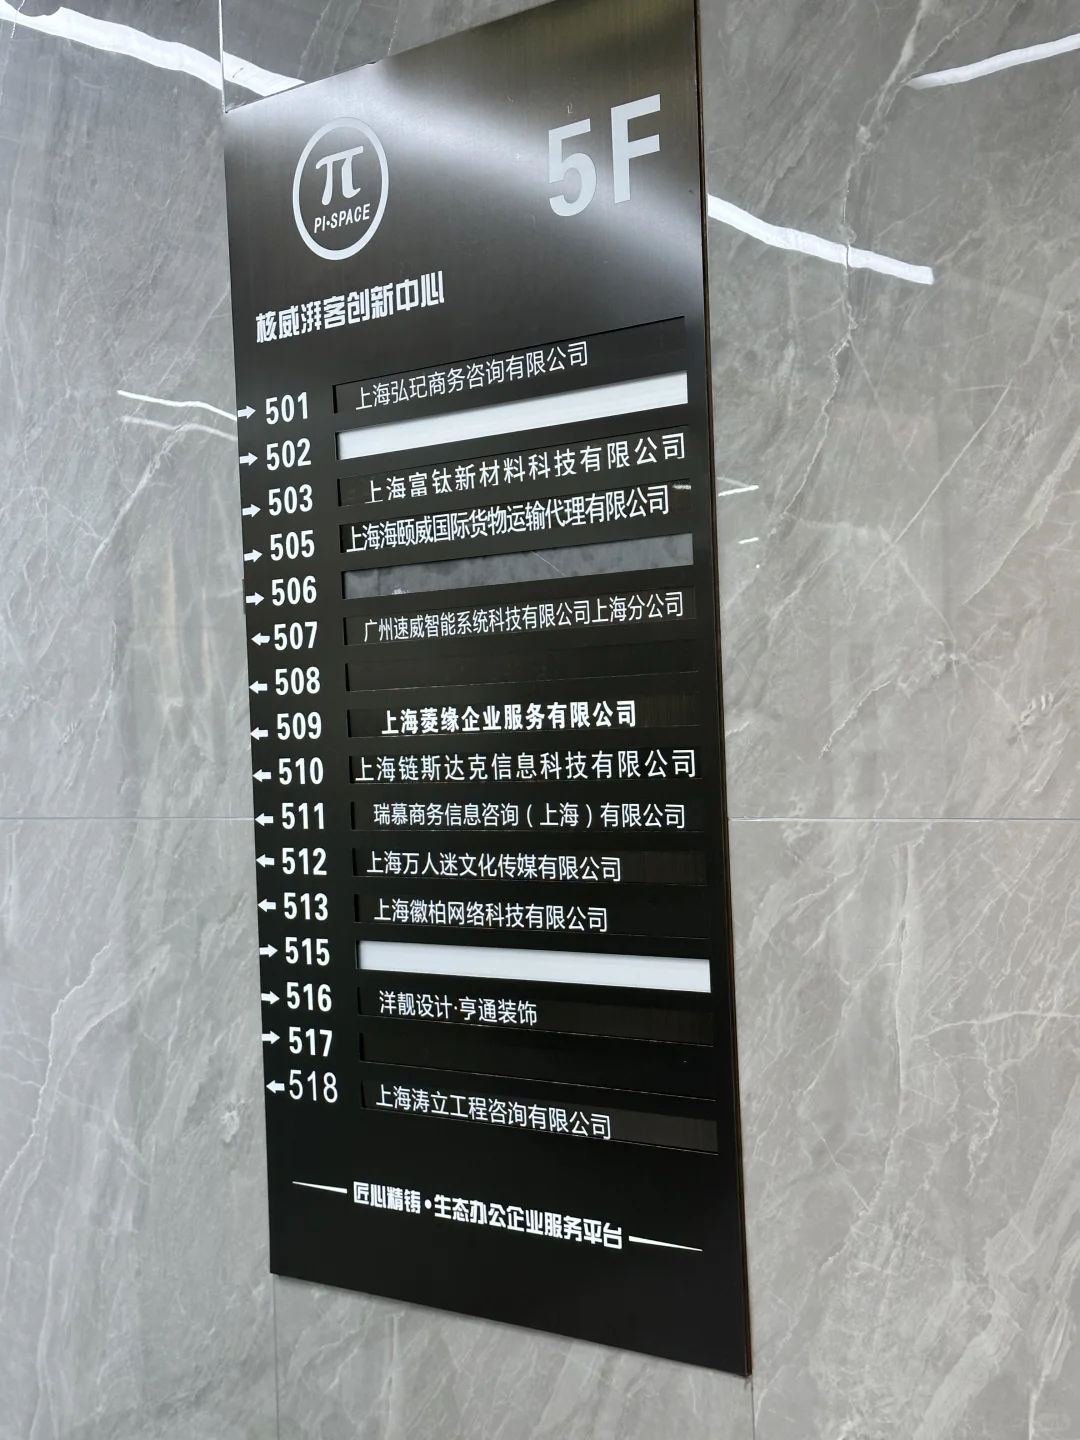 π
PI·SPACE
5F
核威湃客创新中心
501 上海弘玘商务咨询有限公司
502
503 上海富钛新材料科技有限公司
505 上海海颐威国际货物运输代理有限公司
506
507 广州速威智能系统科技有限公司上海分公司
508
509 上海菱缘企业服务有限公司
510 上海链斯达克信息科技有限公司
511 瑞慕商务信息咨询（上海）有限公司
512 上海万人迷文化传媒有限公司
513 上海徽柏网络科技有限公司
515
516 洋靓设计·亨通装饰
517
518 上海涛立工程咨询有限公司
匠心精铸·生态办公企业服务平台